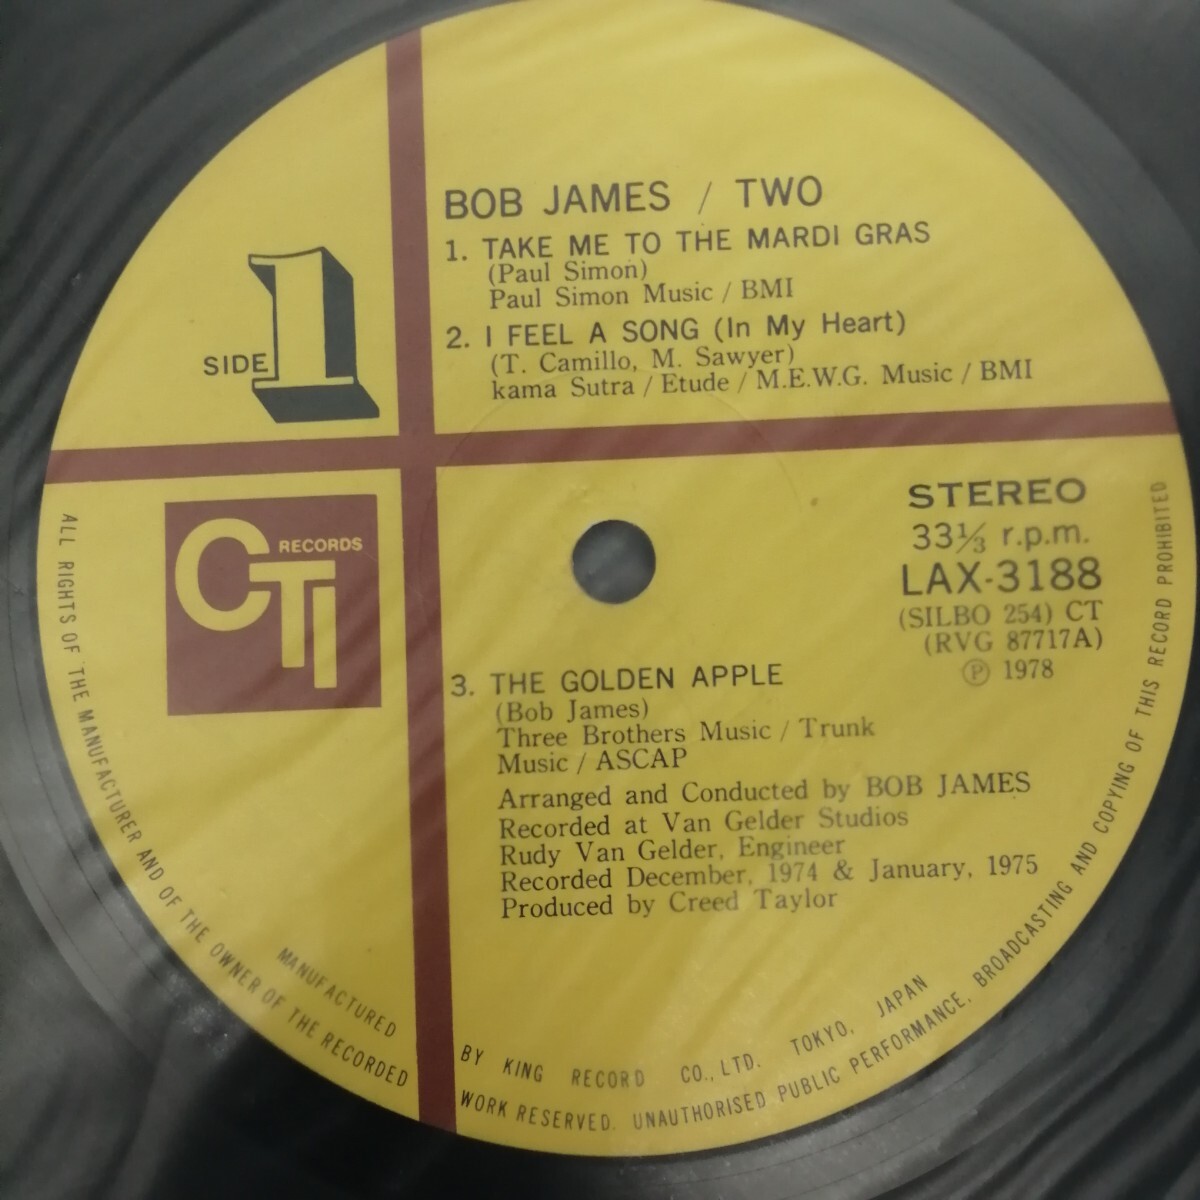 BOB JAMES / TWO
1. TAKE ME TO THE MARDI GRAS
(Paul Simon)
Paul Simon Music / BMI
2. I FEEL A SONG (In My Heart)
(T. Camillo, M. Sawyer)
kama Sutra / Etude / M.E.W.G. Music / BMI
SIDE 1
CTI RECORDS
STEREO
33⅓ r.p.m.
LAX-3188
(SILBO 254) CT
(RVG 87717A)
Ⓟ 1978
3. THE GOLDEN APPLE
(Bob James)
Three Brothers Music / Trunk
Music / ASCAP
Arranged and Conducted by BOB JAMES
Recorded at Van Gelder Studios
Rudy Van Gelder, Engineer
Recorded December, 1974 & January, 1975
Produced by Creed Taylor
MANUFACTURED BY KING RECORD CO., LTD. TOKYO, JAPAN
ALL RIGHTS OF THE MANUFACTURER AND OF THE OWNER OF THE RECORDED WORK RESERVED. UNAUTHORISED PUBLIC PERFORMANCE, BROADCASTING AND COPYING OF THIS RECORD PROHIBITED